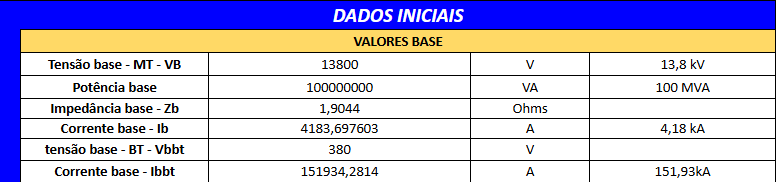 DADOS INICIAIS
VALORES BASE
Tensão base - MT - VB 13800 V 13,8 kV
Potência base 100000000 VA 100 MVA
Impedância base - Zb 1,9044 Ohms
Corrente base - Ib 4183,697603 A 4,18 kA
tensão base - BT - Vbbt 380 V
Corrente base - Ibbt 151934,2814 A 151,93kA